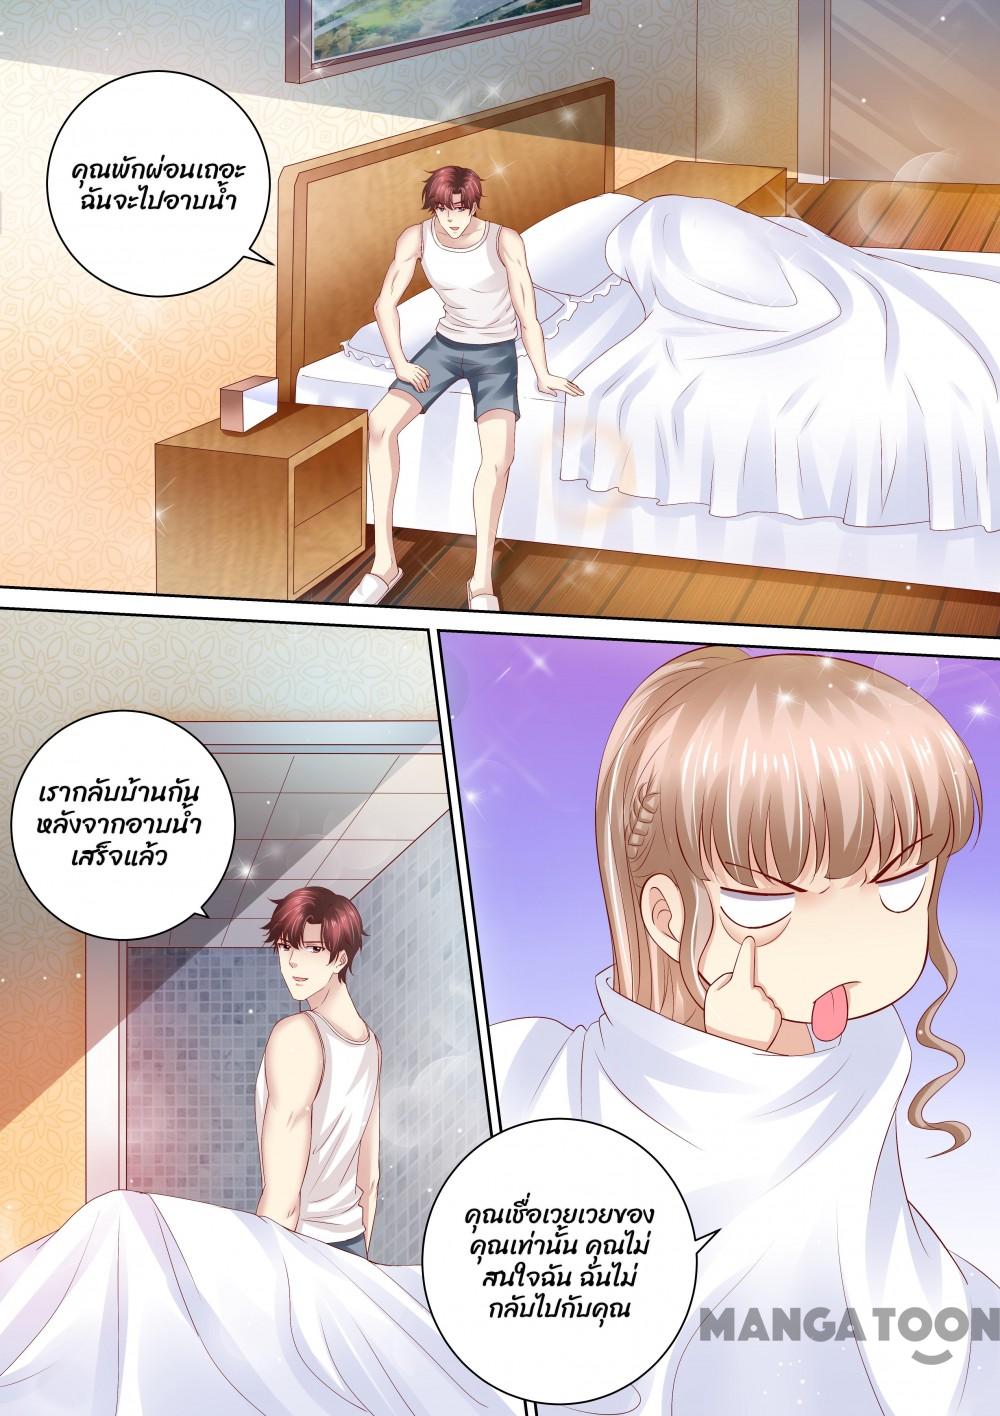 คุณพักผ่อนเถอะ
ฉันจะไปอาบน้ำ
เรากลับบ้านกัน
หลังจากอาบน้ำ
เสร็จแล้ว
คุณเชื่อเวยเวยของ
คุณเท่านั้น คุณไม่
สนใจฉัน ฉันไม่
กลับไปกับคุณ
MANGATOON